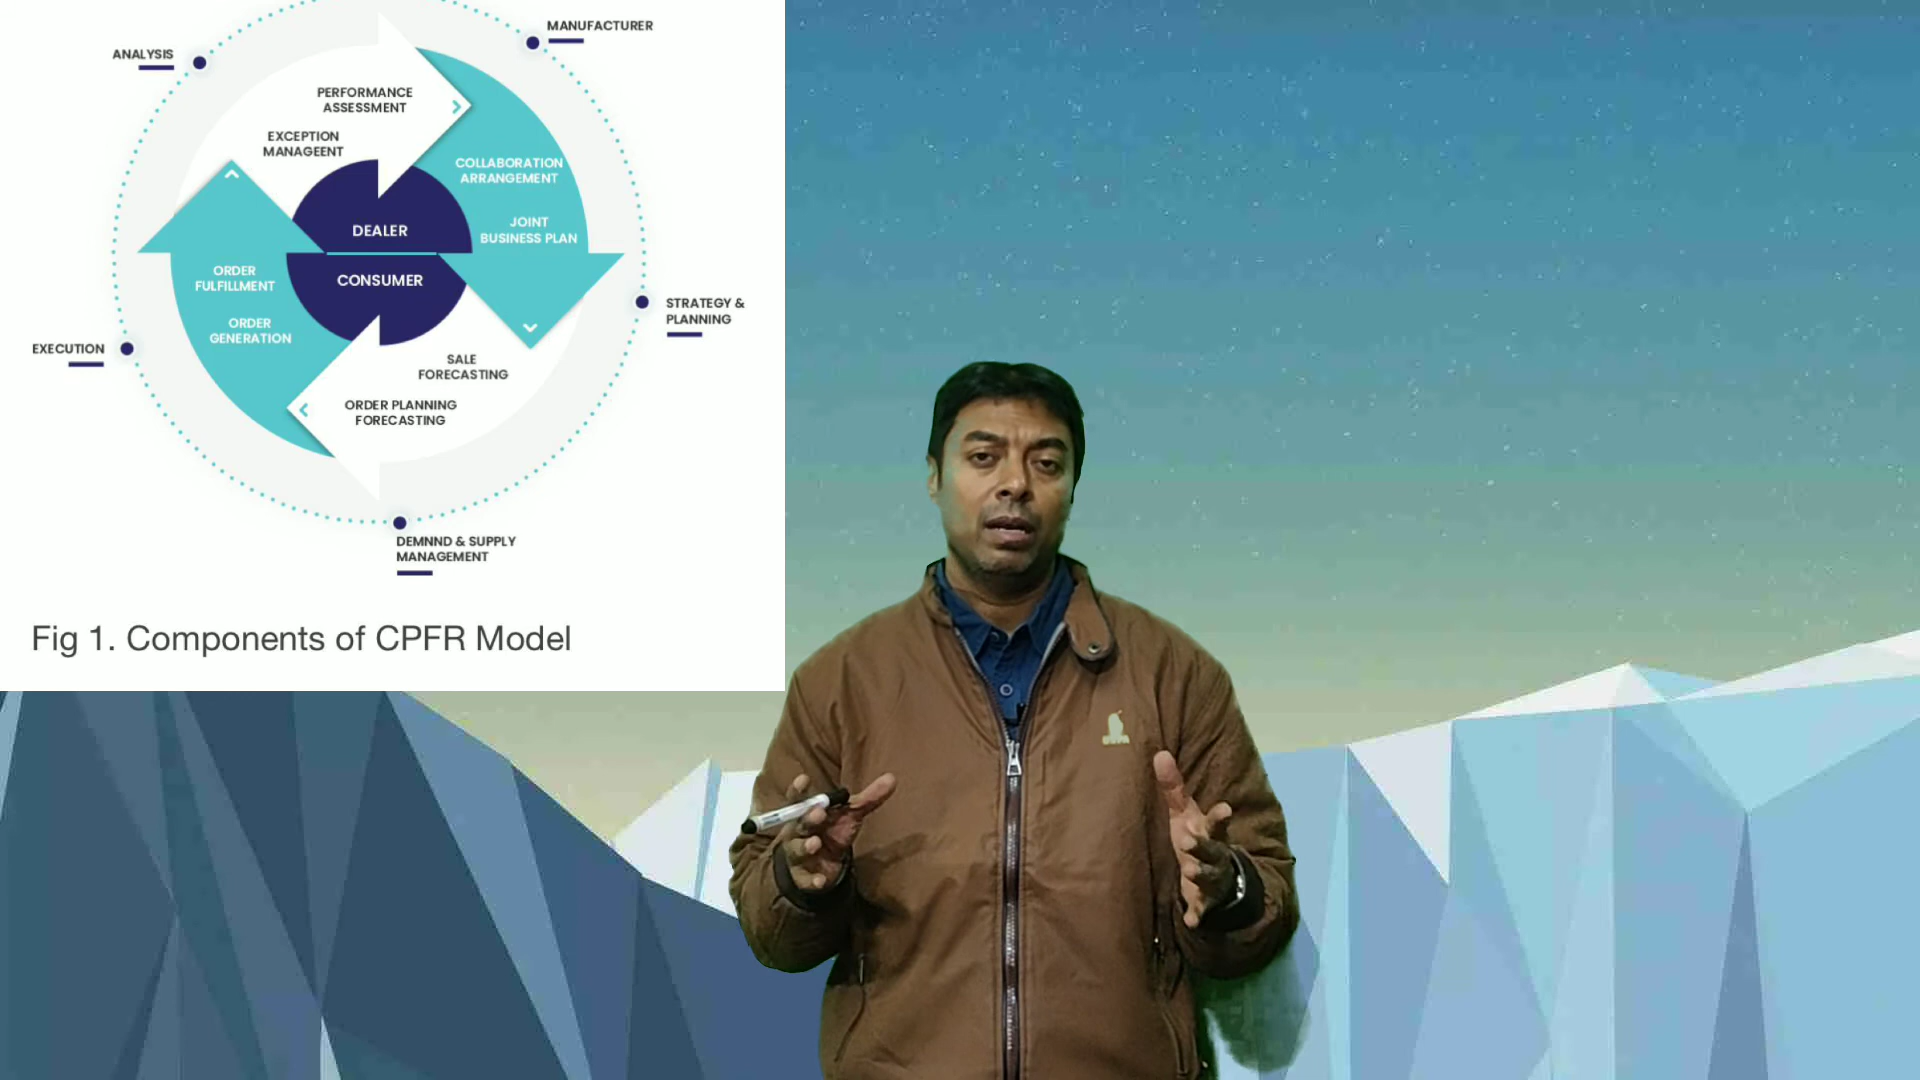 MANUFACTURER
ANALYSIS
PERFORMANCE
ASSESSMENT
EXCEPTION
MANAGEENT
COLLABORATION
ARRANGEMENT
JOINT
BUSINESS PLAN
DEALER
CONSUMER
ORDER
FULFILLMENT
ORDER
GENERATION
STRATEGY &
PLANNING
EXECUTION
SALE
FORECASTING
ORDER PLANNING
FORECASTING
DEMNND & SUPPLY
MANAGEMENT
Fig 1. Components of CPFR Model